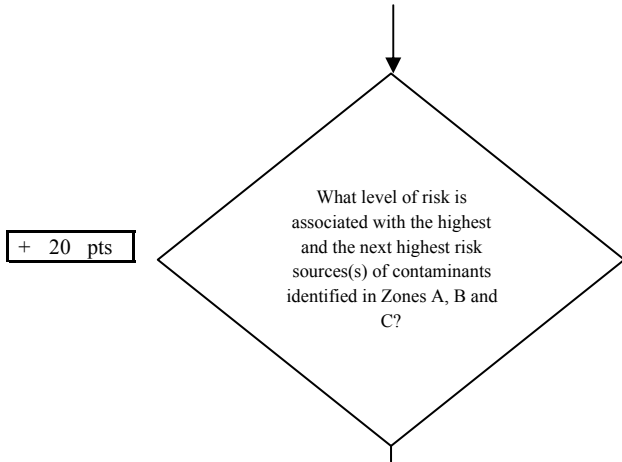 What level of risk is
associated with the highest
and the next highest risk
sources(s) of contaminants
identified in Zones A, B and
C?
+ 20 pts